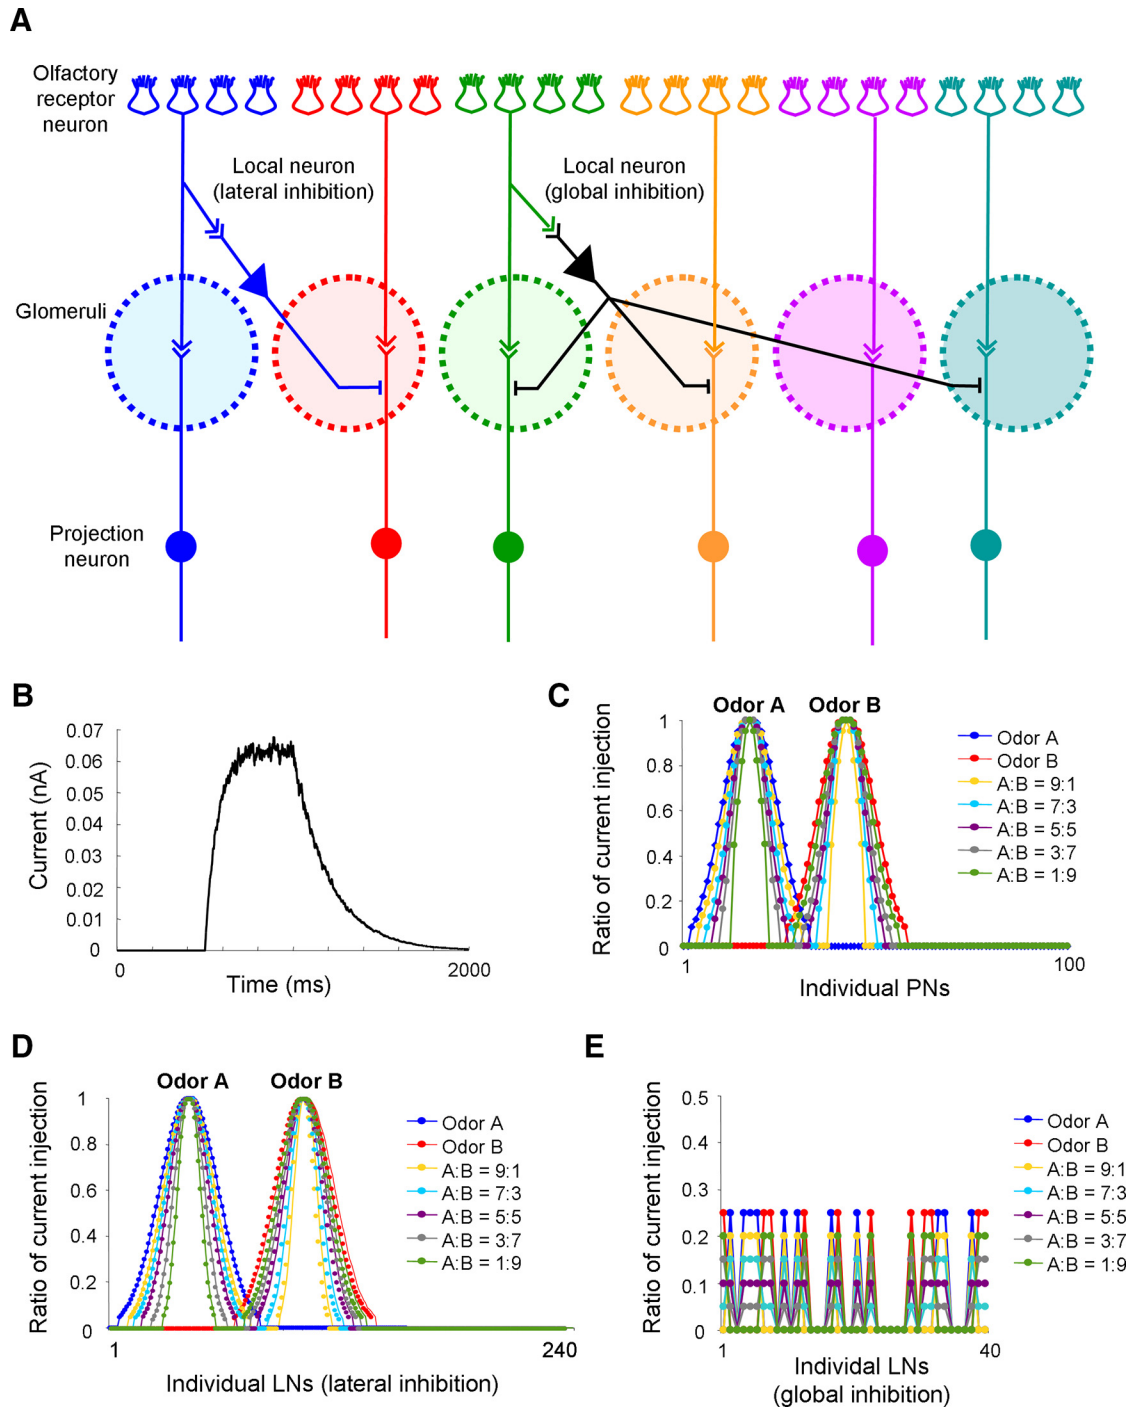 A
Olfactory
receptor
neuron
Local neuron
(lateral inhibition)
Local neuron
(global inhibition)
Glomeruli
Projection
neuron
B
0.07
0.06
0.05
0.04
0.03
0.02
0.01
0
0
2000
Current (nA)
Time (ms)
C
Odor A
Odor B
1
0.8
0.6
0.4
0.2
0
1
100
Ratio of current injection
Individual PNs
Odor A
Odor B
A:B = 9:1
A:B = 7:3
A:B = 5:5
A:B = 3:7
A:B = 1:9
D
Odor A
Odor B
1
0.8
0.6
0.4
0.2
0
1
240
Ratio of current injection
Individual LNs (lateral inhibition)
Odor A
Odor B
A:B = 9:1
A:B = 7:3
A:B = 5:5
A:B = 3:7
A:B = 1:9
E
0.5
0.4
0.3
0.2
0.1
0
1
40
Ratio of current injection
Individal LNs
(global inhibition)
Odor A
Odor B
A:B = 9:1
A:B = 7:3
A:B = 5:5
A:B = 3:7
A:B = 1:9